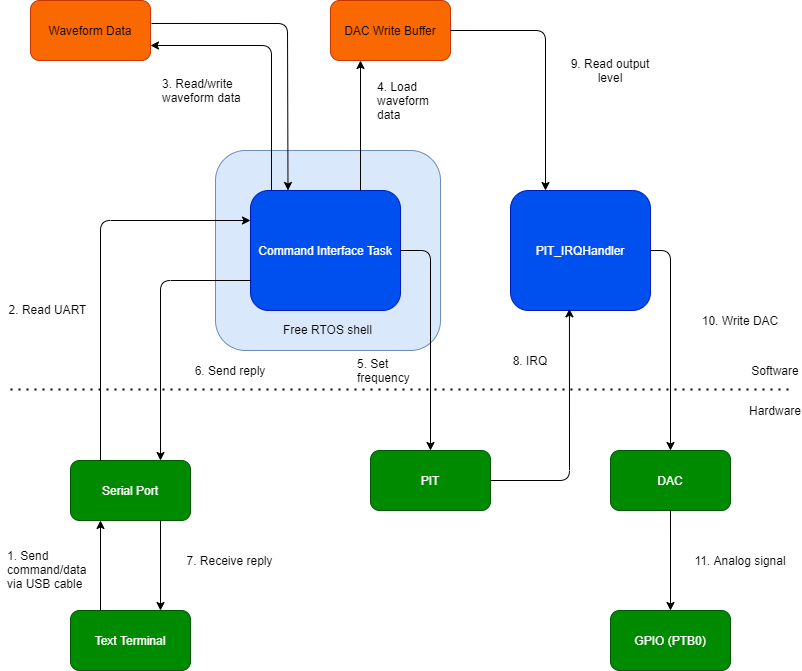 Waveform Data
DAC Write Buffer
9. Read output
level
3. Read/write
waveform data
4. Load
waveform
data
Command Interface Task
PIT_IRQHandler
Free RTOS shell
2. Read UART
10. Write DAC
6. Send reply
5. Set
frequency
8. IRQ
Software
Hardware
Serial Port
PIT
DAC
1. Send
command/data
via USB cable
7. Receive reply
11. Analog signal
Text Terminal
GPIO (PTB0)